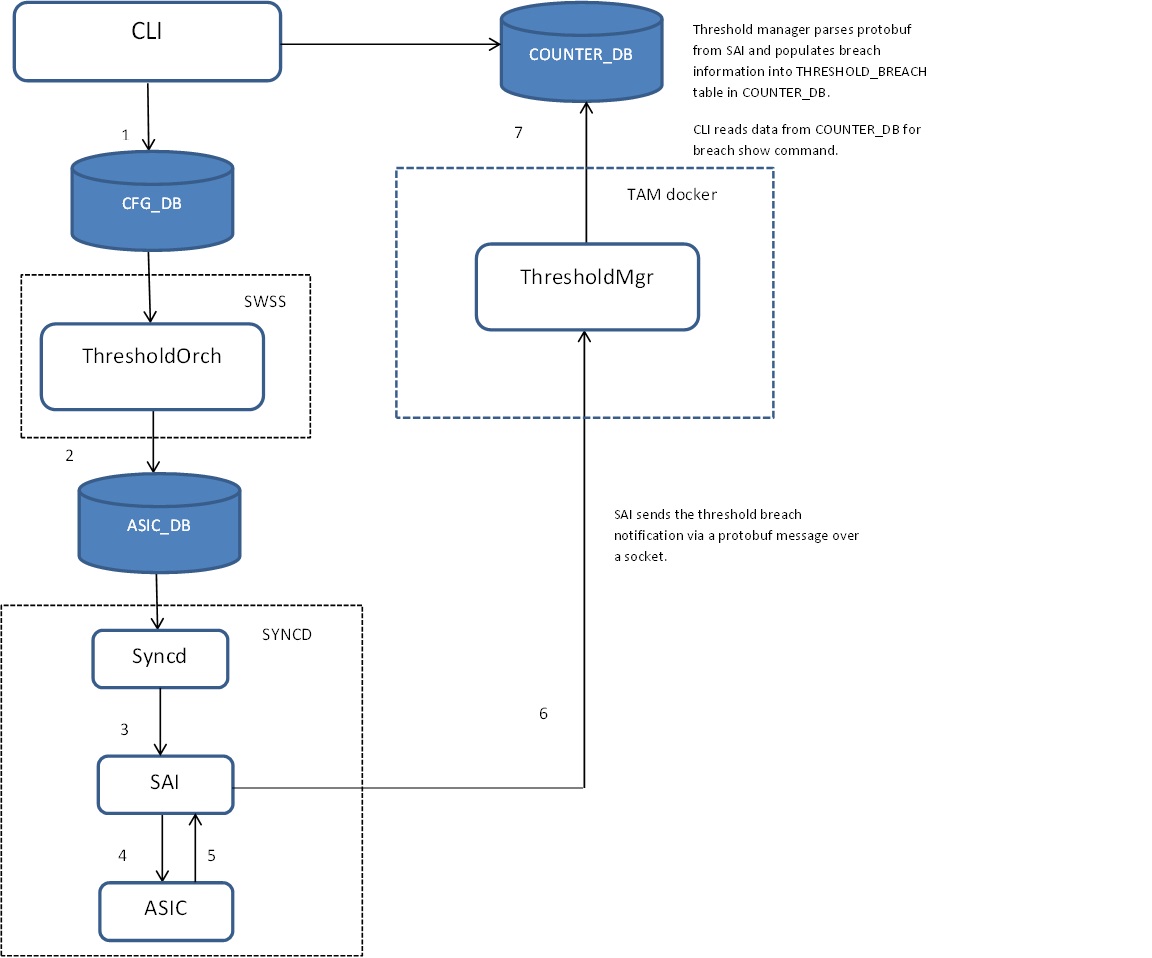 CLI
COUNTER_DB
Threshold manager parses protobuf
from SAI and populates breach
information into THRESHOLD_BREACH
table in COUNTER_DB.
CLI reads data from COUNTER_DB for
breach show command.
1
7
CFG_DB
TAM docker
ThresholdMgr
SWSS
ThresholdOrch
2
ASIC_DB
SAI sends the threshold breach
notification via a protobuf message over
a socket.
SYNCD
Syncd
3
6
SAI
4
5
ASIC